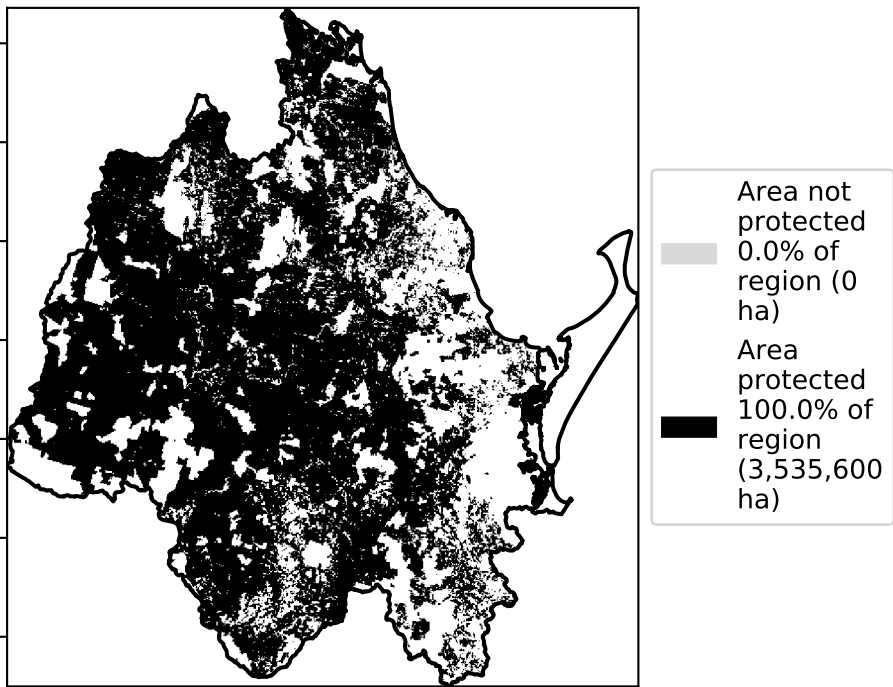 Area not
protected
0.0% of
region (0
ha)
Area
protected
100.0% of
region
(3,535,600
ha)